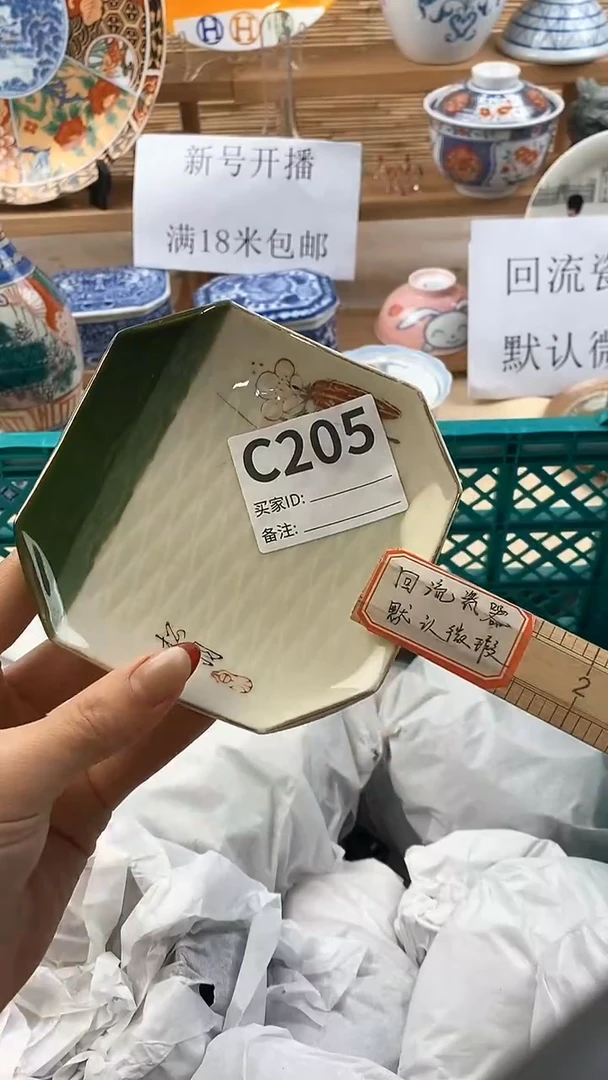 H H H
新号开播
满18米包邮
回流瓷
默认微
C205
买家ID:
备注:
回流瓷器
默认微瑕
2